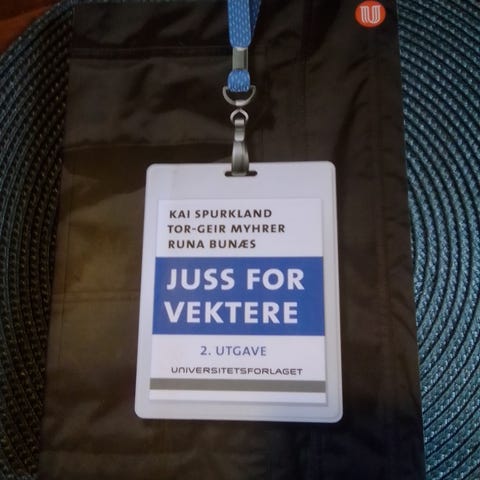 KAI SPURKLAND
TOR-GEIR MYHRER
RUNA BUNÆS
JUSS FOR
VEKTERE
2. UTGAVE
UNIVERSITETSFORLAGET